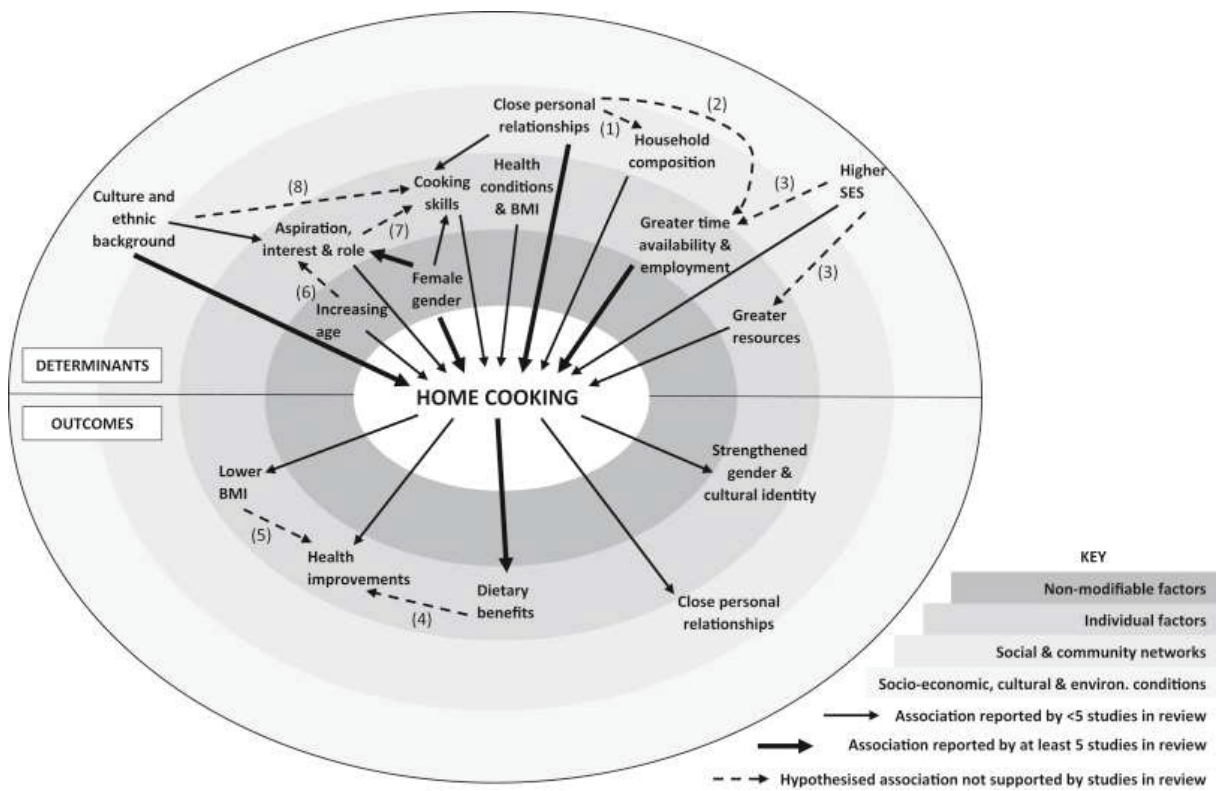 Close personal
relationships
(1)
(2)
Household
composition
Higher
SES
(3)
Culture and
ethnic
background
(8)
Cooking
skills
Health
conditions
& BMI
Aspiration,
interest & role
(7)
Greater time
availability &
employment
(3)
(6)
Female
gender
Increasing
age
Greater
resources
DETERMINANTS
HOME COOKING
OUTCOMES
Lower
BMI
Strengthened
gender &
cultural identity
(5)
Health
improvements
(4)
Dietary
benefits
Close personal
relationships
KEY
Non-modifiable factors
Individual factors
Social & community networks
Socio-economic, cultural & environ. conditions
Association reported by <5 studies in review
Association reported by at least 5 studies in review
Hypothesised association not supported by studies in review